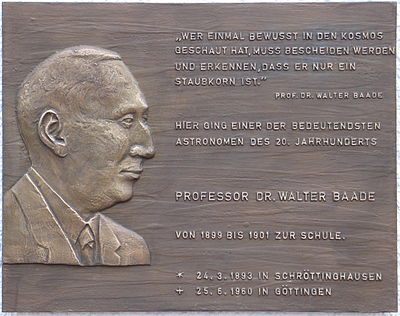 „WER EINMAL BEWUSST IN DEN KOSMOS
GESCHAUT HAT, MUSS BESCHEIDEN WERDEN
UND ERKENNEN, DASS ER NUR EIN
STAUBKORN IST."
PROF. DR. WALTER BAADE
HIER GING EINER DER BEDEUTENDSTEN
ASTRONOMEN DES 20. JAHRHUNDERTS
PROFESSOR DR. WALTER BAADE
VON 1899 BIS 1901 ZUR SCHULE.
* 24. 3. 1893 IN SCHRÖTTINGHAUSEN
+ 25. 6. 1960 IN GÖTTINGEN